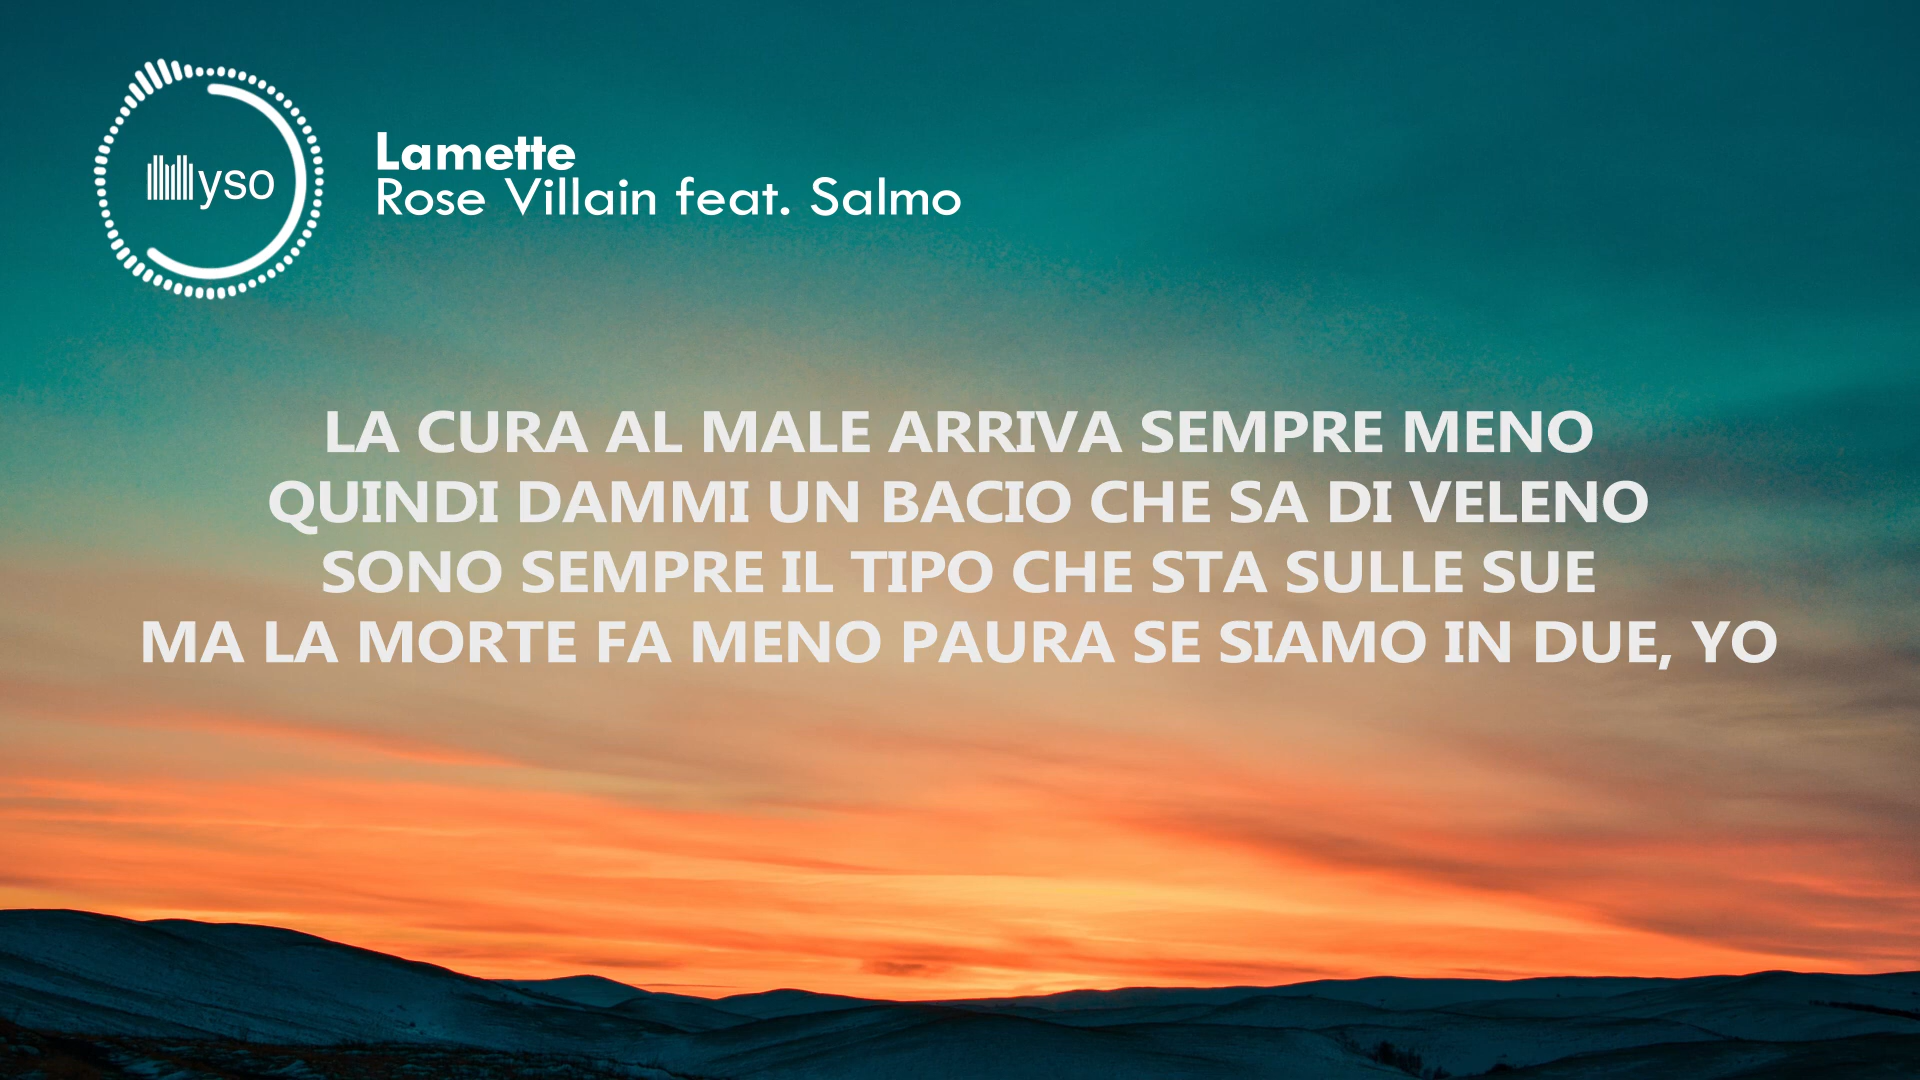 yso
Lamette
Rose Villain feat. Salmo
LA CURA AL MALE ARRIVA SEMPRE MENO
QUINDI DAMMI UN BACIO CHE SA DI VELENO
SONO SEMPRE IL TIPO CHE STA SULLE SUE
MA LA MORTE FA MENO PAURA SE SIAMO IN DUE, YO